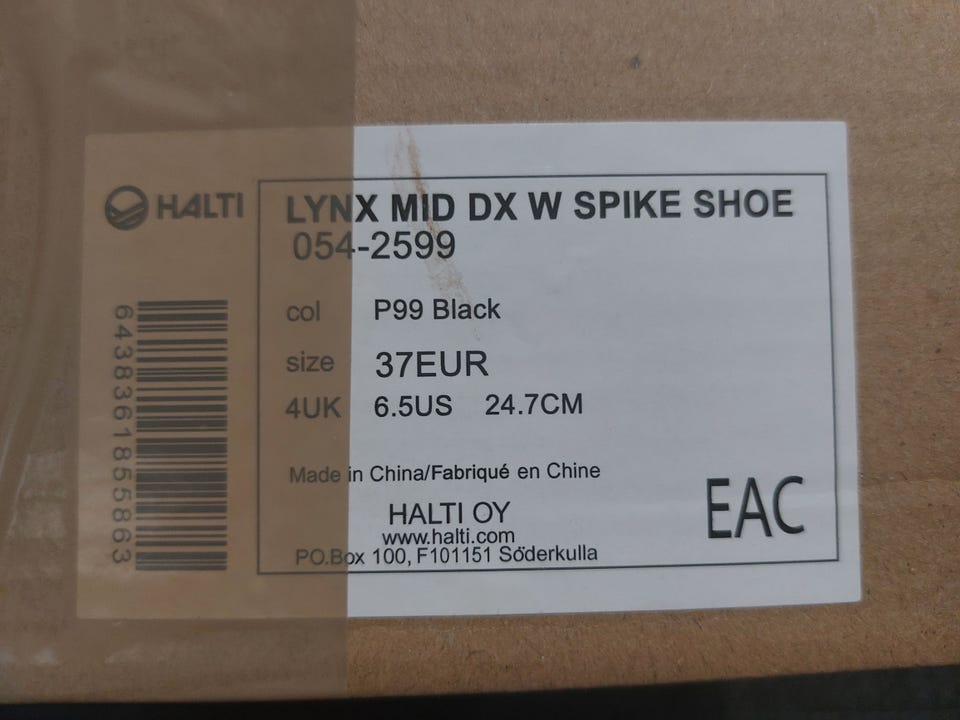 HALTI
LYNX MID DX W SPIKE SHOE
054-2599
col P99 Black
size 37EUR
4UK 6.5US 24.7CM
Made in China/Fabriqué en Chine
HALTI OY
www.halti.com
PO.Box 100, F101151 Söderkulla
EAC
6438361855863